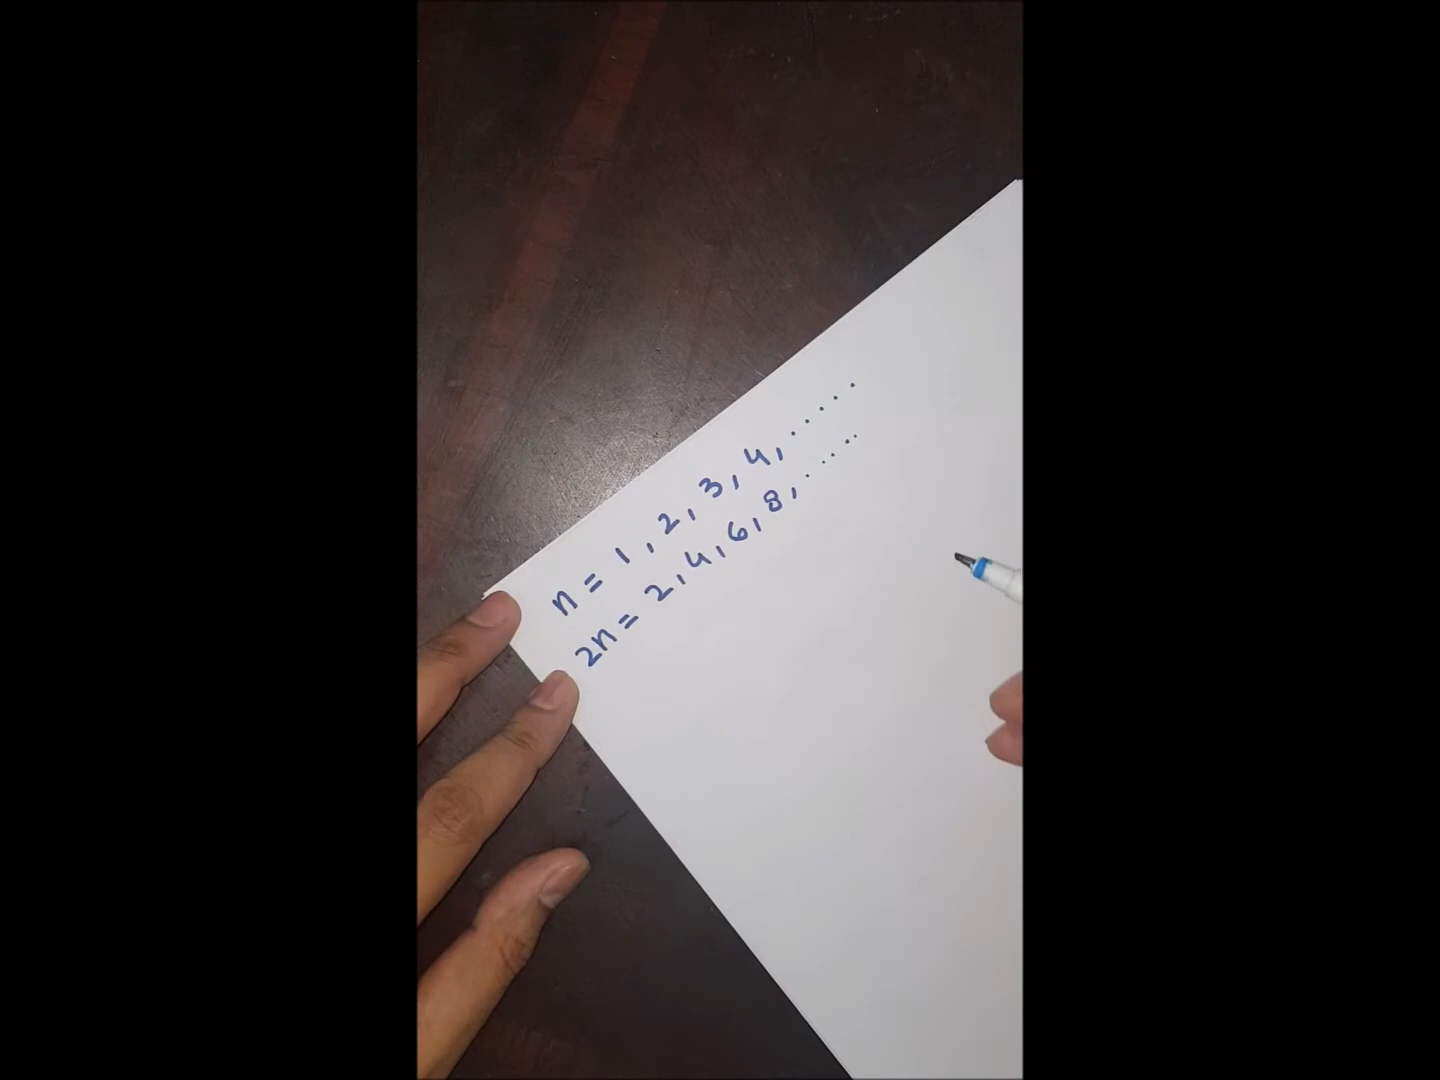 n = 1, 2, 3, 4, ......
2n = 2, 4, 6, 8, ......